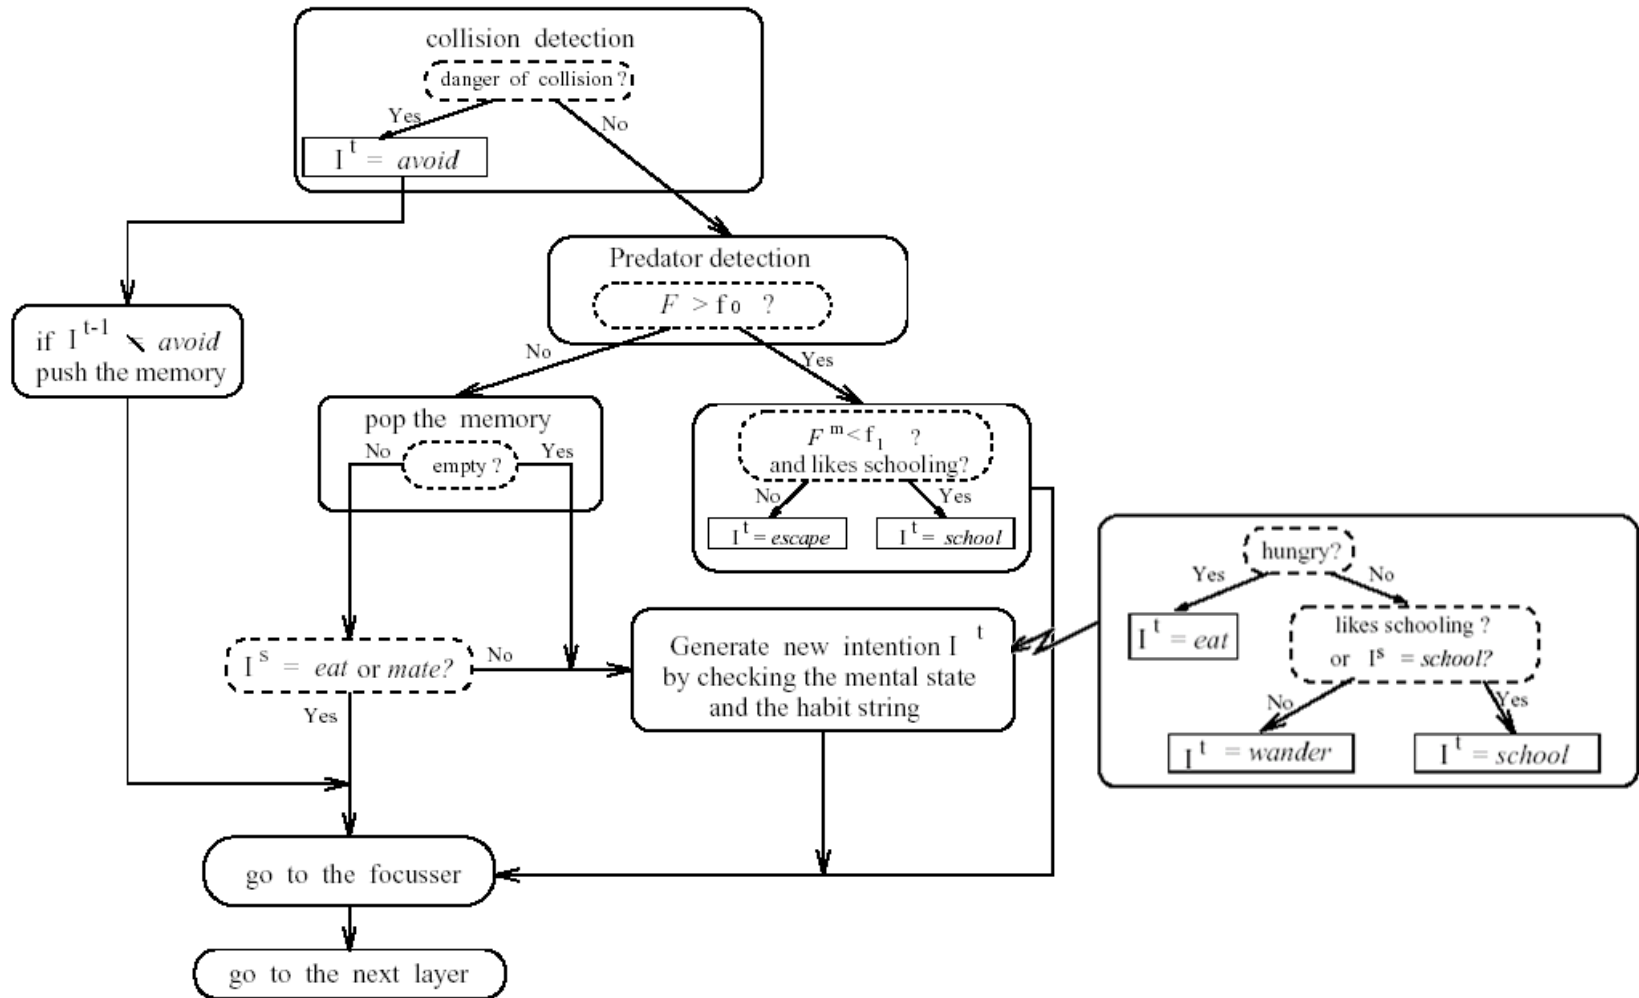 collision detection
danger of collision?
Yes
No
I^t = avoid
Predator detection
F > f₀ ?
if I^t-1 ≠ avoid
push the memory
No
Yes
pop the memory
No
Yes
empty?
F^m < f₁ ?
and likes schooling?
No
Yes
I^t = escape
I^t = school
hungry?
Yes
No
I^t = eat
likes schooling ?
or I^s = school?
No
Yes
I^t = wander
I^t = school
I^s = eat or mate?
No
Yes
Generate new intention I^t
by checking the mental state
and the habit string
go to the focusser
go to the next layer